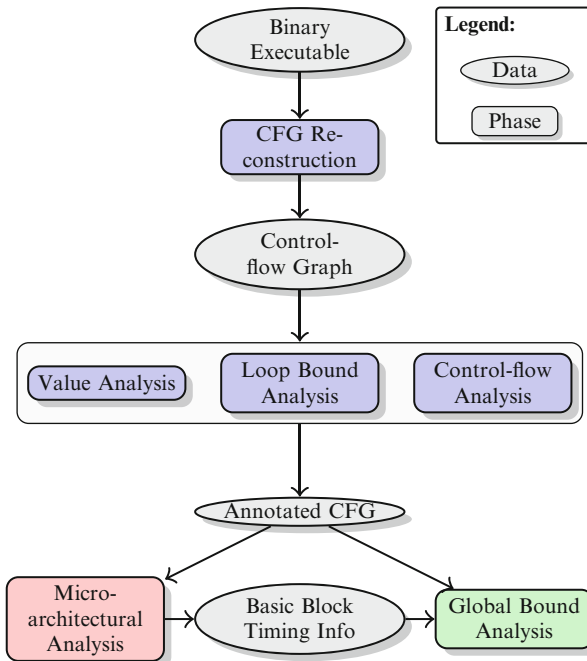 Binary
Executable
Legend:
Data
Phase
CFG Re-
construction
Control-
flow Graph
Value Analysis
Loop Bound
Analysis
Control-flow
Analysis
Annotated CFG
Micro-
architectural
Analysis
Basic Block
Timing Info
Global Bound
Analysis